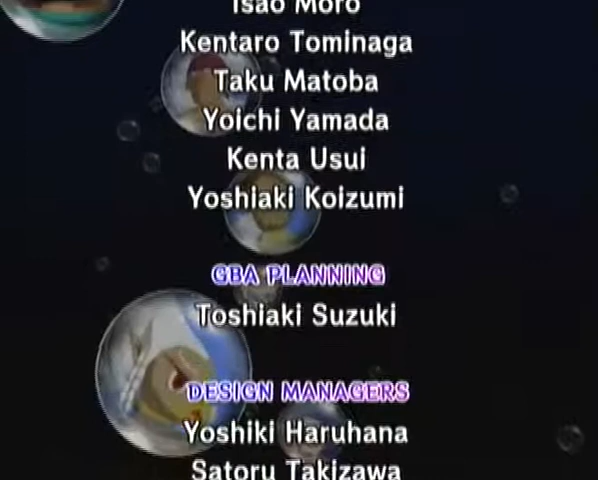 Isao Moro
Kentaro Tominaga
Taku Matoba
Yoichi Yamada
Kenta Usui
Yoshiaki Koizumi
GBA PLANNING
Toshiaki Suzuki
DESIGN MANAGERS
Yoshiki Haruhana
Satoru Takizawa